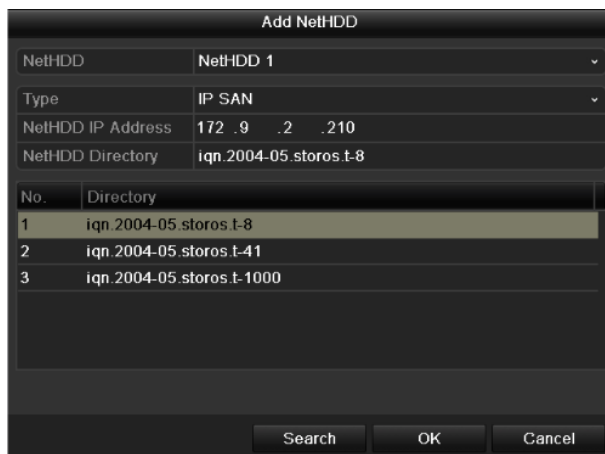 Add NetHDD
NetHDD NetHDD 1
Type IP SAN
NetHDD IP Address 172 .9 .2 .210
NetHDD Directory iqn.2004-05.storos.t-8
No. Directory
1 iqn.2004-05.storos.t-8
2 iqn.2004-05.storos.t-41
3 iqn.2004-05.storos.t-1000
Search OK Cancel